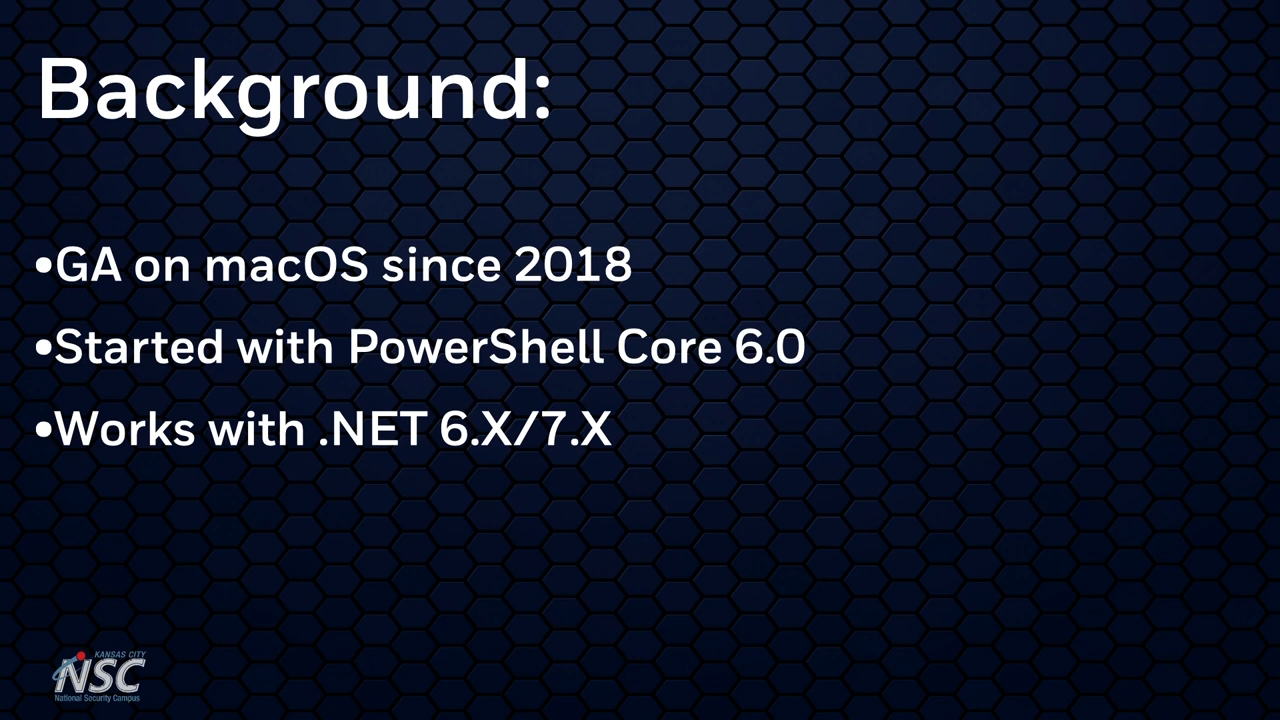 Background:
•GA on macOS since 2018
•Started with PowerShell Core 6.0
•Works with .NET 6.X/7.X
KANSAS CITY
NSC
National Security Campus